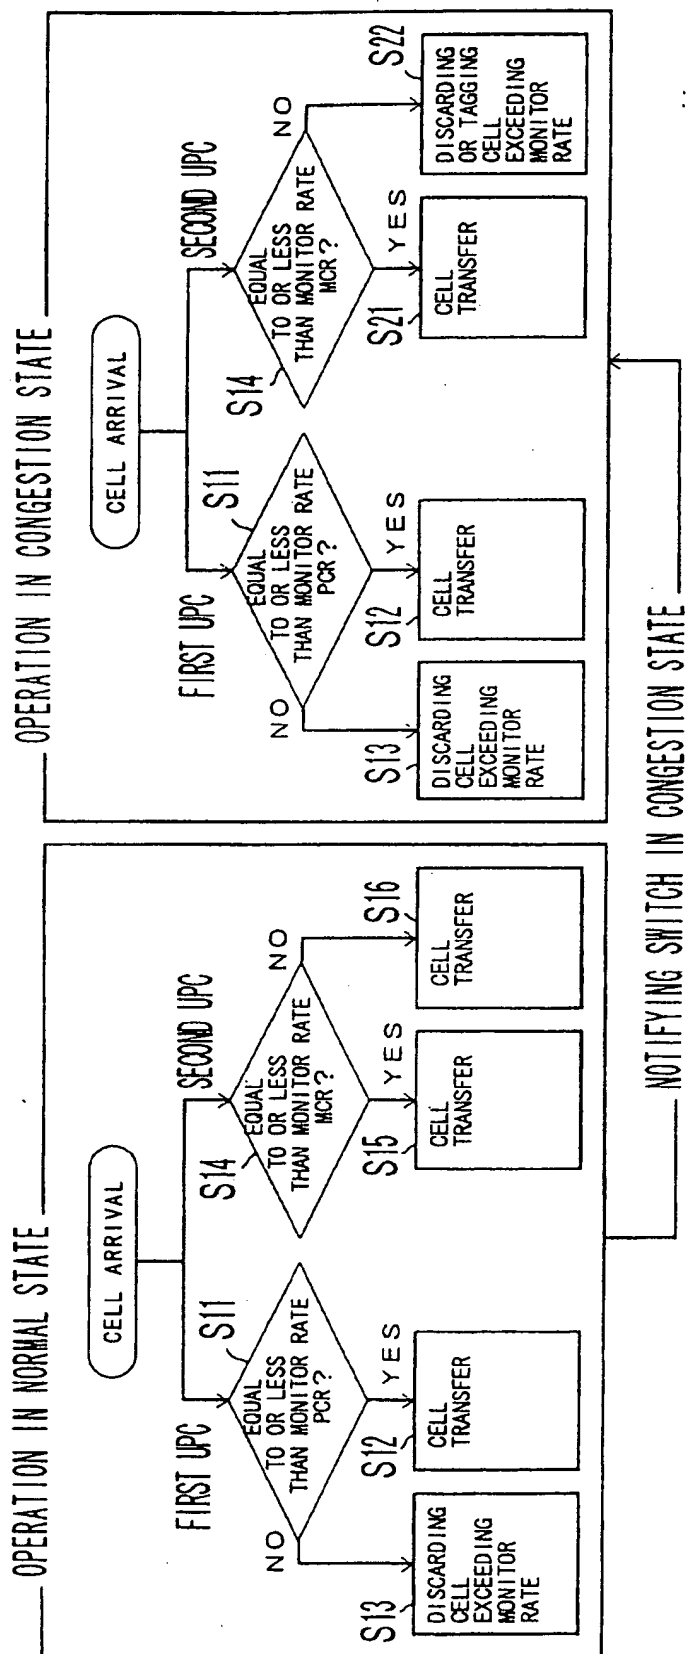 OPERATION IN NORMAL STATE
CELL ARRIVAL
FIRST UPC
SECOND UPC
S11
EQUAL
TO OR LESS
THAN MONITOR RATE
PCR?
NO
YES
S13
DISCARDING
CELL
EXCEEDING
MONITOR
RATE
S12
CELL
TRANSFER
S14
EQUAL
TO OR LESS
THAN MONITOR RATE
MCR?
NO
YES
S15
CELL
TRANSFER
S16
CELL
TRANSFER
OPERATION IN CONGESTION STATE
CELL ARRIVAL
FIRST UPC
SECOND UPC
S11
EQUAL
TO OR LESS
THAN MONITOR RATE
PCR?
NO
YES
S13
DISCARDING
CELL
EXCEEDING
MONITOR
RATE
S12
CELL
TRANSFER
S14
EQUAL
TO OR LESS
THAN MONITOR RATE
MCR?
NO
YES
S21
CELL
TRANSFER
S22
DISCARDING
OR TAGGING
CELL
EXCEEDING
MONITOR
RATE
NOTIFYING SWITCH IN CONGESTION STATE